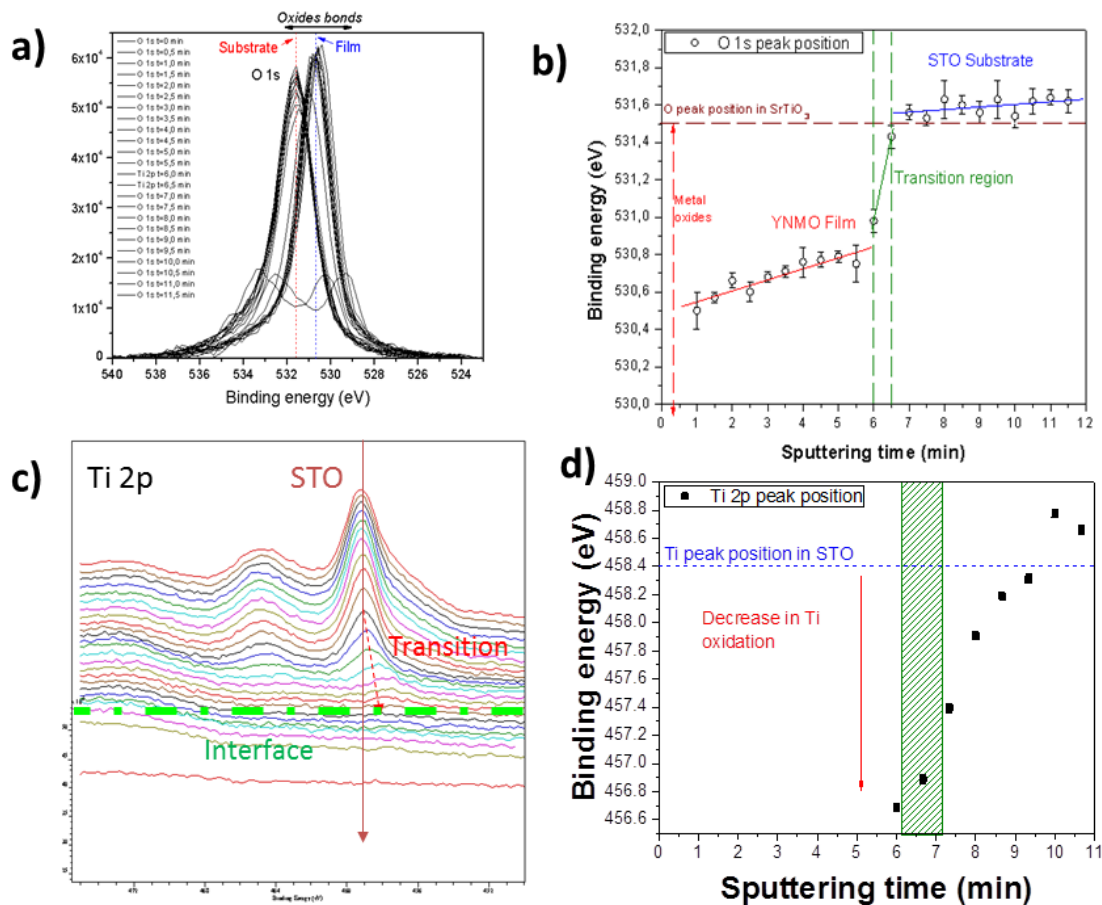 a)
Oxides bonds
Substrate
Film
O 1s
O 1s t=0 min
O 1s t=0,5 min
O 1s t=1,0 min
O 1s t=1,5 min
O 1s t=2,0 min
O 1s t=2,5 min
O 1s t=3,0 min
O 1s t=3,5 min
O 1s t=4,0 min
O 1s t=4,5 min
O 1s t=5,0 min
O 1s t=5,5 min
Ti 2p t=6,0 min
Ti 2p t=6,5 min
O 1s t=7,0 min
O 1s t=7,5 min
O 1s t=8,0 min
O 1s t=8,5 min
O 1s t=9,0 min
O 1s t=9,5 min
O 1s t=10,0 min
O 1s t=10,5 min
O 1s t=11,0 min
O 1s t=11,5 min
6x10⁴
5x10⁴
4x10⁴
3x10⁴
2x10⁴
1x10⁴
0
540 538 536 534 532 530 528 526 524
Binding energy (eV)
b)
O 1s peak position
STO Substrate
O peak position in SrTiO₃
Transition region
Metal
oxides
YNMO Film
532,0
531,8
531,6
531,4
531,2
531,0
530,8
530,6
530,4
530,2
530,0
Binding energy (eV)
0 1 2 3 4 5 6 7 8 9 10 11 12
Sputtering time (min)
c)
Ti 2p
STO
Transition
Interface
d)
Ti 2p peak position
Ti peak position in STO
Decrease in Ti
oxidation
459.0
458.8
458.6
458.4
458.2
458.0
457.8
457.6
457.4
457.2
457.0
456.8
456.6
Binding energy (eV)
0 1 2 3 4 5 6 7 8 9 10 11
Sputtering time (min)